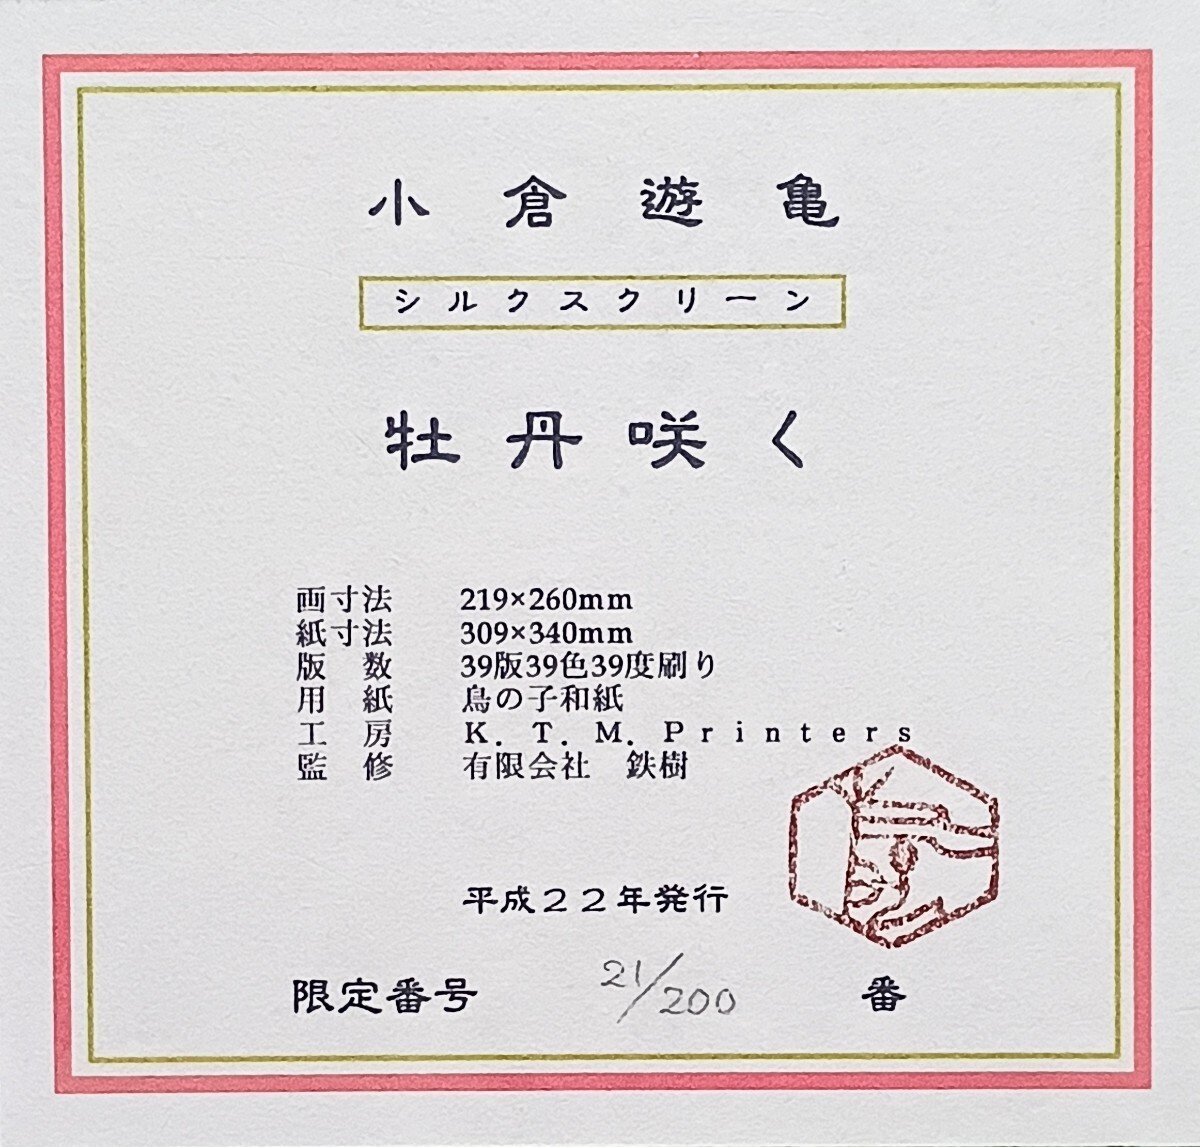 小倉遊亀
シルクスクリーン
牡丹咲く
画寸法 219×260mm
紙寸法 309×340mm
版数 39版39色39度刷り
用紙 鳥の子和紙
工房 K.T.M.Printers
監修 有限会社 鉄樹
平成22年発行
限定番号 21/200 番